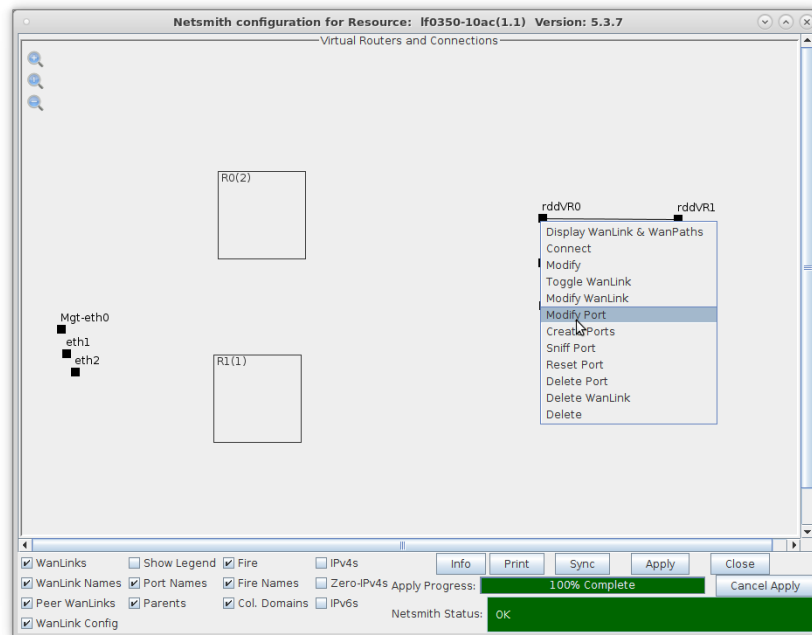 Netsmith configuration for Resource: lf0350-10ac(1.1) Version: 5.3.7
Virtual Routers and Connections
R0(2)
rddVR0 rddVR1
Display WanLink & WanPaths
Connect
Modify
Toggle WanLink
Modify WanLink
Modify Port
Create Ports
Sniff Port
Reset Port
Delete Port
Delete WanLink
Delete
Mgt-eth0
eth1
eth2
R1(1)
WanLinks Show Legend Fire IPv4s Info Print Sync Apply Close
WanLink Names Port Names Fire Names Zero-IPv4s Apply Progress: 100% Complete Cancel Apply
Peer WanLinks Parents Col. Domains IPv6s
Netsmith Status: OK
WanLink Config